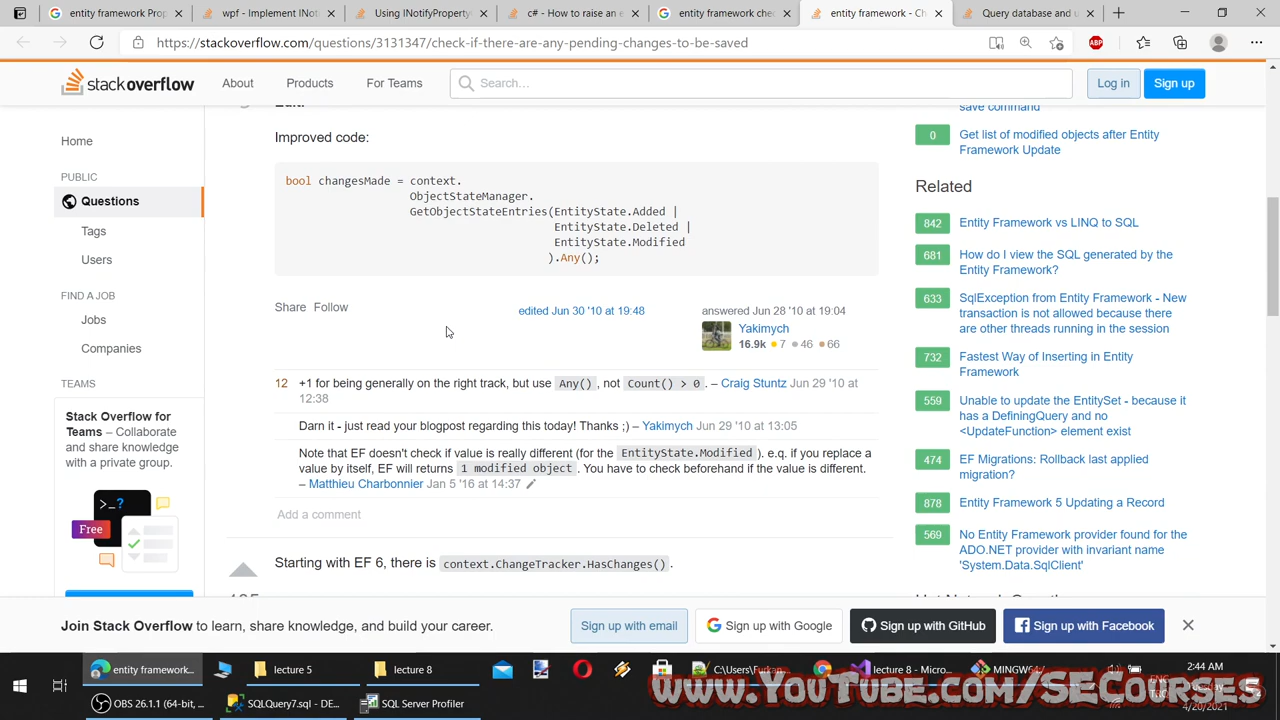 entity framework Prop
wpf - Implement INoti
Using INotifyProperty
c# - How to raise an e
entity framework chec
entity framework - Ch
Query database and u
https://stackoverflow.com/questions/3131347/check-if-there-are-any-pending-changes-to-be-saved
ABP
stackoverflow
About
Products
For Teams
Search...
Log in
Sign up
Home
PUBLIC
Questions
Tags
Users
FIND A JOB
Jobs
Companies
TEAMS
Stack Overflow for
Teams – Collaborate
and share knowledge
with a private group.
>_?
Free
Edit:
Improved code:
bool changesMade = context.
ObjectStateManager.
GetObjectStateEntries(EntityState.Added |
EntityState.Deleted |
EntityState.Modified
).Any();
Share Follow
edited Jun 30 '10 at 19:48
answered Jun 28 '10 at 19:04
Yakimych
16.9k 7 46 66
12 +1 for being generally on the right track, but use Any(), not Count() > 0. – Craig Stuntz Jun 29 '10 at
12:38
Darn it - just read your blogpost regarding this today! Thanks ;) – Yakimych Jun 29 '10 at 13:05
Note that EF doesn't check if value is really different (for the EntityState.Modified). e.q. if you replace a
value by itself, EF will returns 1 modified object. You have to check beforehand if the value is different.
– Matthieu Charbonnier Jan 5 '16 at 14:37
Add a comment
Starting with EF 6, there is context.ChangeTracker.HasChanges().
save command
0 Get list of modified objects after Entity
Framework Update
Related
842 Entity Framework vs LINQ to SQL
681 How do I view the SQL generated by the
Entity Framework?
633 SqlException from Entity Framework - New
transaction is not allowed because there
are other threads running in the session
732 Fastest Way of Inserting in Entity
Framework
559 Unable to update the EntitySet - because it
has a DefiningQuery and no
<UpdateFunction> element exist
474 EF Migrations: Rollback last applied
migration?
878 Entity Framework 5 Updating a Record
569 No Entity Framework provider found for the
ADO.NET provider with invariant name
'System.Data.SqlClient'
Join Stack Overflow to learn, share knowledge, and build your career.
Sign up with email
Sign up with Google
Sign up with GitHub
Sign up with Facebook
entity framework...
lecture 5
lecture 8
C:\Users\Furkan...
lecture 8 - Micro...
MINGW64:/
2:44 AM
4/20/2021
OBS 26.1.1 (64-bit, ...
SQLQuery7.sql - DE...
SQL Server Profiler
www.YouTube.com/SECourses